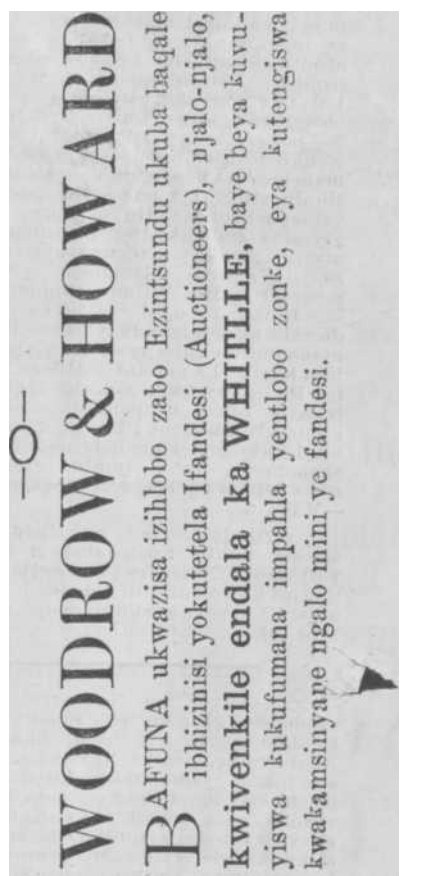 —O—
WOODROW & HOWARD
BAFUNA ukwazisa izihlobo zabo Ezintsundu ukuba baqale
ibhizinisi yokutetela Ifandesi (Auctioneers), njalo-njalo,
kwivenkile endala ka WHITLLE, baye beya kuvu-
yiswa kukufumana impahla yentlobo zonke, eya kutengiswa
kwakamsinyane ngalo mini ye fandesi.